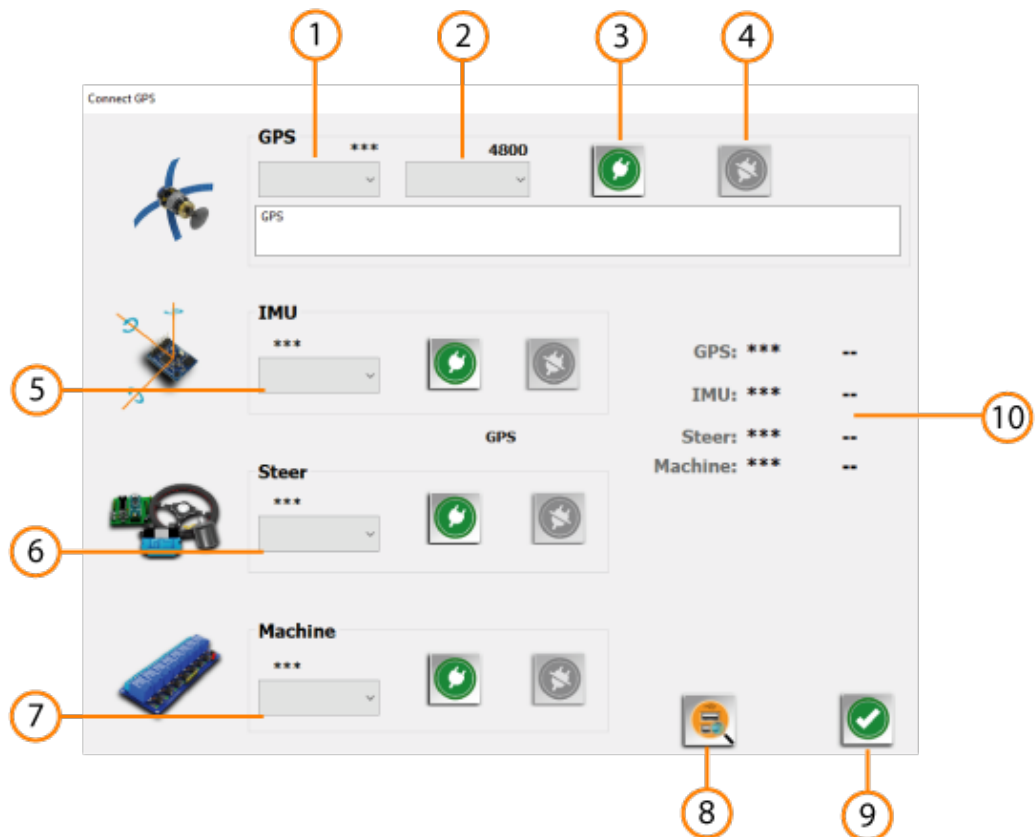 1 2 3 4
Connect GPS
GPS
*** 4800
GPS
IMU
***
5
GPS: *** --
IMU: *** --
10
GPS
Steer: *** --
Machine: *** --
Steer
***
6
Machine
***
7
8 9